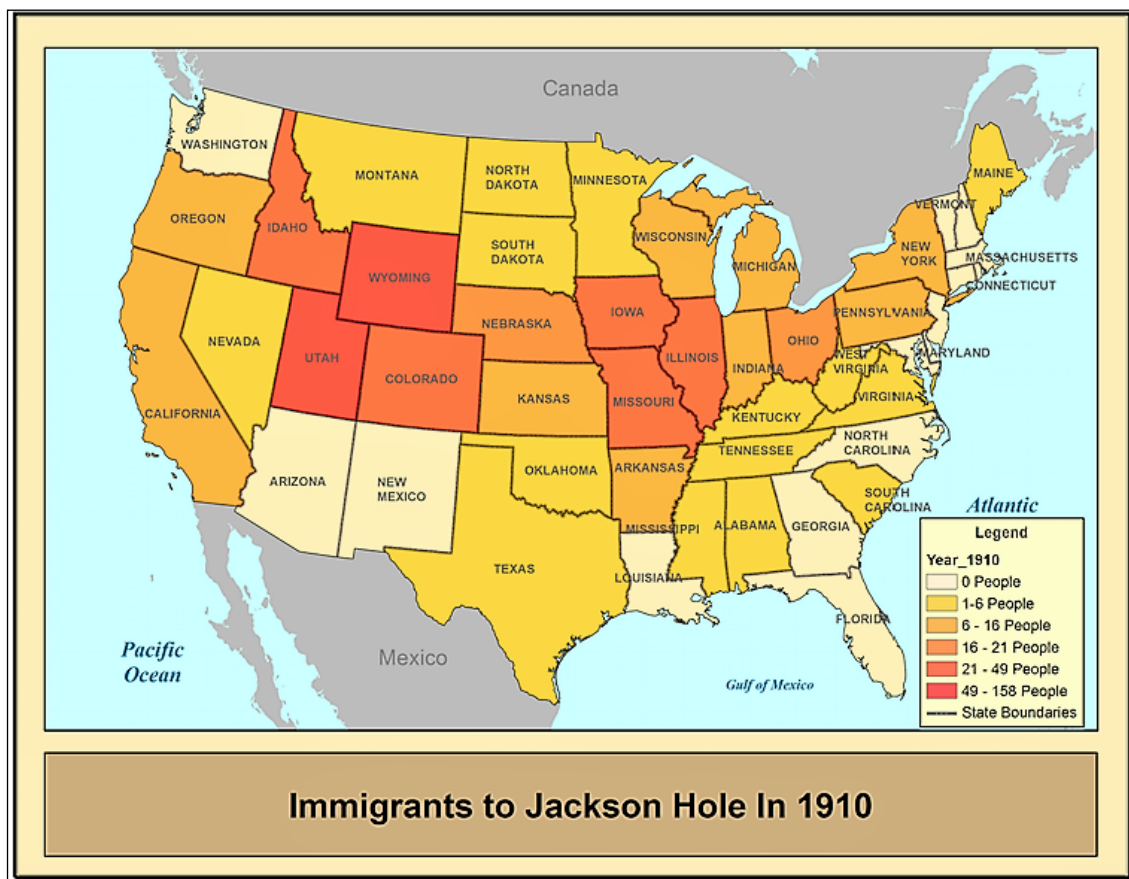 Canada
WASHINGTON
MONTANA
NORTH
DAKOTA
MINNESOTA
MAINE
VERMONT
OREGON
IDAHO
WISCONSIN
NEW
YORK
SOUTH
DAKOTA
MICHIGAN
MASSACHUSETTS
WYOMING
CONNECTICUT
IOWA
PENNSYLVANIA
NEBRASKA
NEVADA
OHIO
UTAH
ILLINOIS
MARYLAND
WEST
VIRGINIA
INDIANA
COLORADO
KANSAS
MISSOURI
VIRGINIA
CALIFORNIA
KENTUCKY
NORTH
CAROLINA
TENNESSEE
OKLAHOMA
ARKANSAS
ARIZONA
NEW
MEXICO
SOUTH
CAROLINA
Atlantic
MISSISSIPPI
ALABAMA
GEORGIA
TEXAS
LOUISIANA
FLORIDA
Pacific
Ocean
Mexico
Gulf of Mexico
Legend
Year_1910
0 People
1-6 People
6 - 16 People
16 - 21 People
21 - 49 People
49 - 158 People
State Boundaries
Immigrants to Jackson Hole In 1910